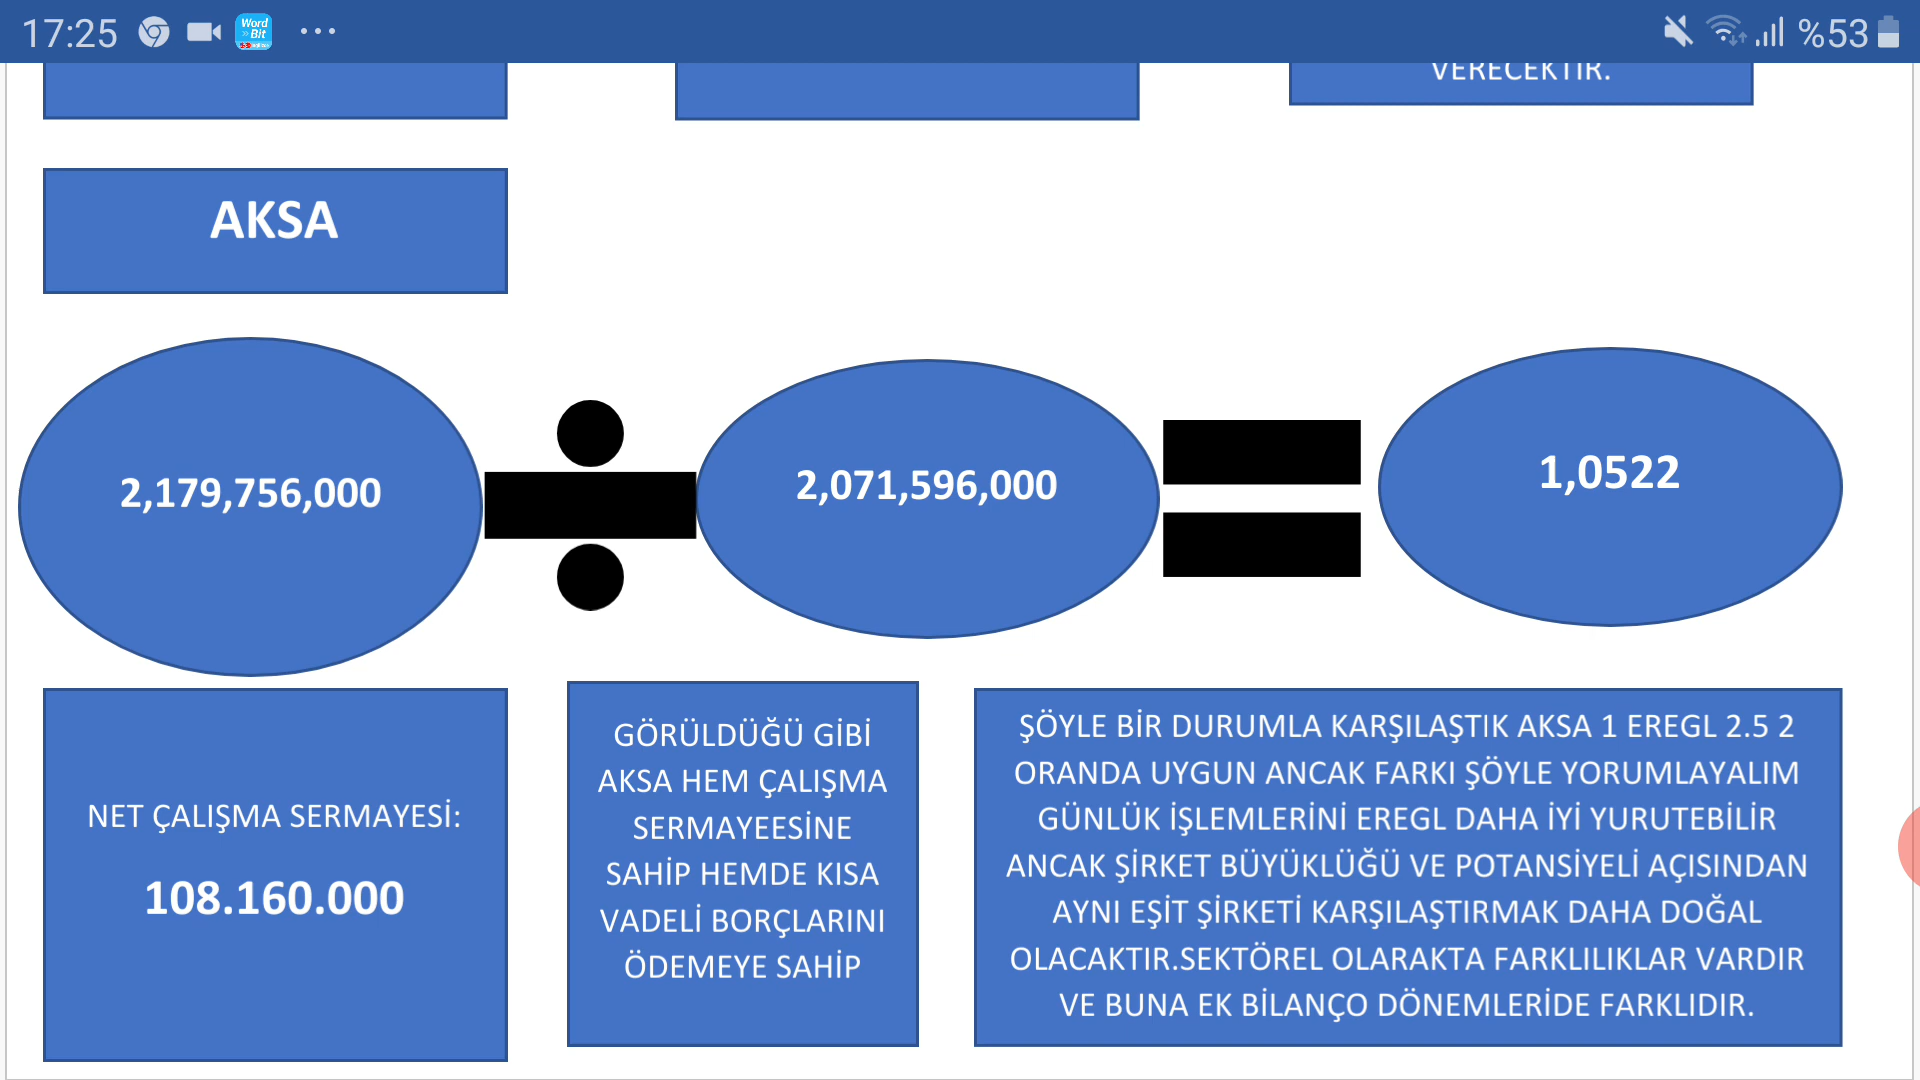 17:25
Word
Bit
%53
VERECEKTİR.
AKSA
2,179,756,000
2,071,596,000
1,0522
NET ÇALIŞMA SERMAYESİ:
108.160.000
GÖRÜLDÜĞÜ GİBİ
AKSA HEM ÇALIŞMA
SERMAYEESİNE
SAHİP HEMDE KISA
VADELİ BORÇLARINI
ÖDEMEYE SAHİP
ŞÖYLE BİR DURUMLA KARŞILAŞTIK AKSA 1 EREGL 2.5 2
ORANDA UYGUN ANCAK FARKI ŞÖYLE YORUMLAYALIM
GÜNLÜK İŞLEMLERİNİ EREGL DAHA İYİ YURUTEBİLİR
ANCAK ŞİRKET BÜYÜKLÜĞÜ VE POTANSİYELİ AÇISINDAN
AYNI EŞİT ŞİRKETİ KARŞILAŞTIRMAK DAHA DOĞAL
OLACAKTIR.SEKTÖREL OLARAKTA FARKLILIKLAR VARDIR
VE BUNA EK BİLANÇO DÖNEMLERİDE FARKLIDIR.